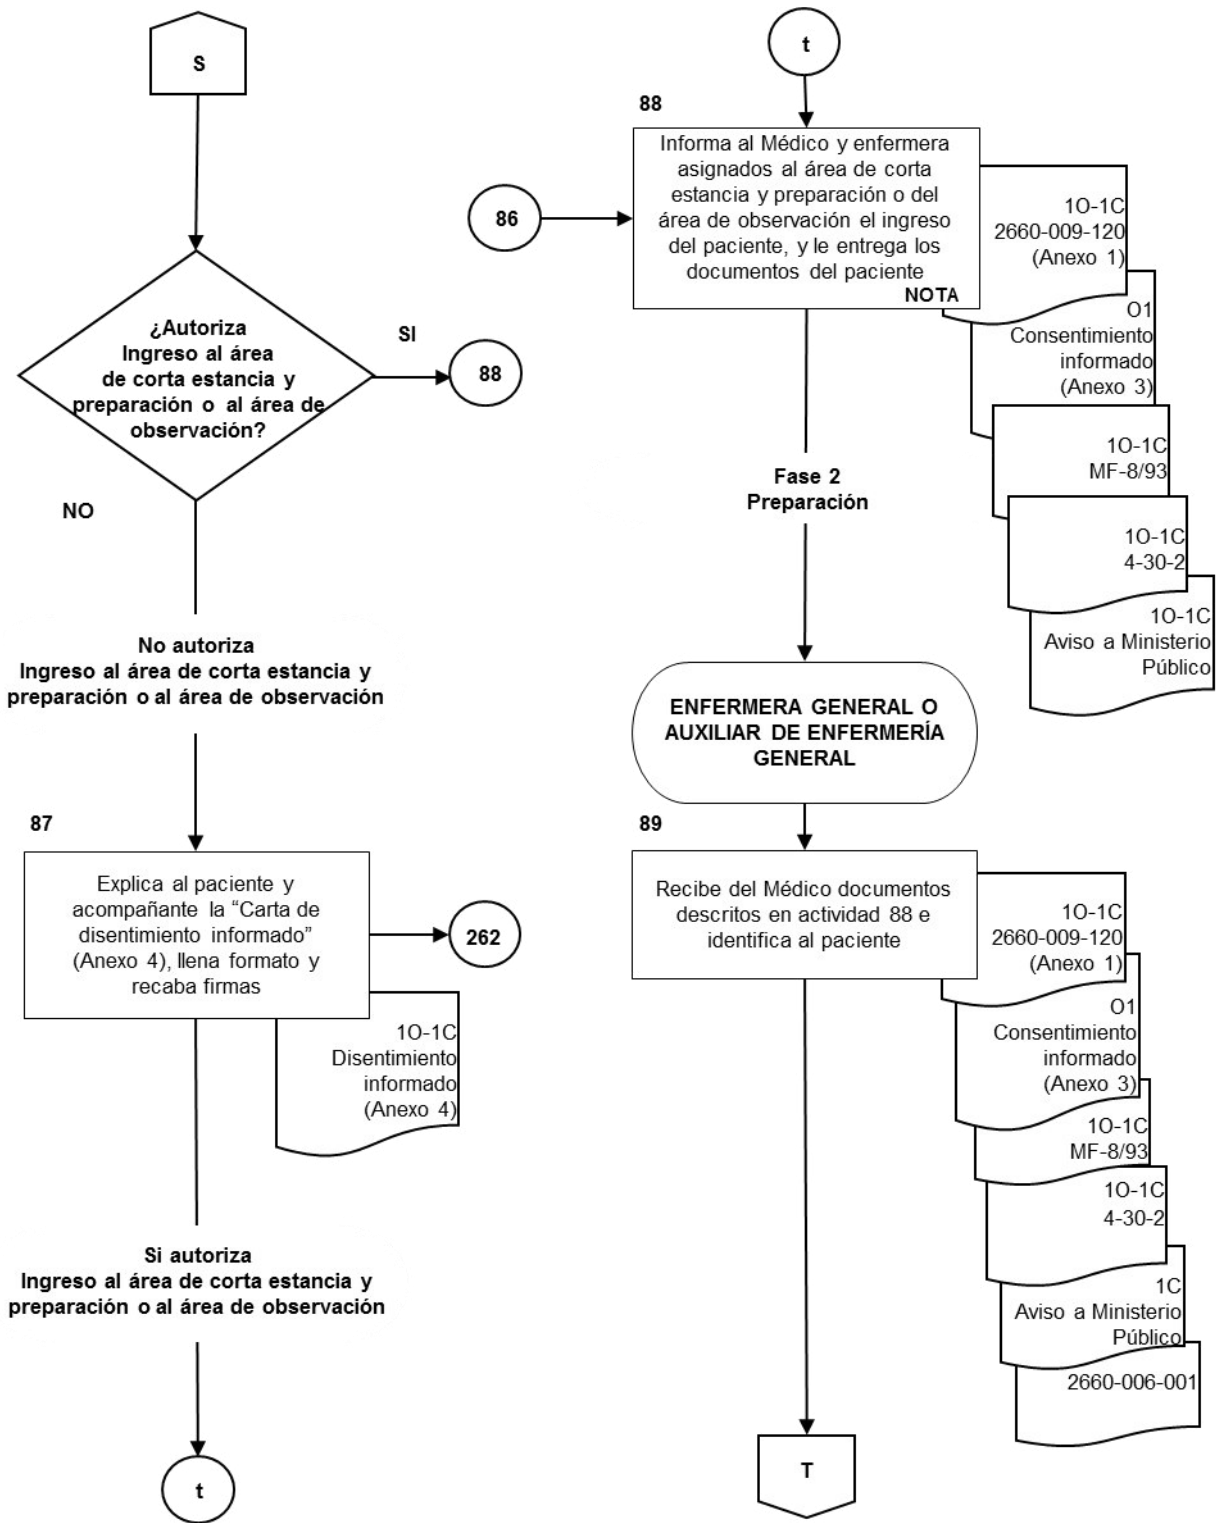 S
¿Autoriza
Ingreso al área
de corta estancia y
preparación o al área de
observación?
SI
88
NO
No autoriza
Ingreso al área de corta estancia y
preparación o al área de observación
87
Explica al paciente y
acompañante la “Carta de
disentimiento informado”
(Anexo 4), llena formato y
recaba firmas
262
1O-1C
Disentimiento
informado
(Anexo 4)
Si autoriza
Ingreso al área de corta estancia y
preparación o al área de observación
t
t
88
86
Informa al Médico y enfermera
asignados al área de corta
estancia y preparación o del
área de observación el ingreso
del paciente, y le entrega los
documentos del paciente
NOTA
1O-1C
2660-009-120
(Anexo 1)
O1
Consentimiento
informado
(Anexo 3)
1O-1C
MF-8/93
1O-1C
4-30-2
1O-1C
Aviso a Ministerio
Público
Fase 2
Preparación
ENFERMERA GENERAL O
AUXILIAR DE ENFERMERÍA
GENERAL
89
Recibe del Médico documentos
descritos en actividad 88 e
identifica al paciente
1O-1C
2660-009-120
(Anexo 1)
O1
Consentimiento
informado
(Anexo 3)
1O-1C
MF-8/93
1O-1C
4-30-2
1C
Aviso a Ministerio
Público
2660-006-001
T